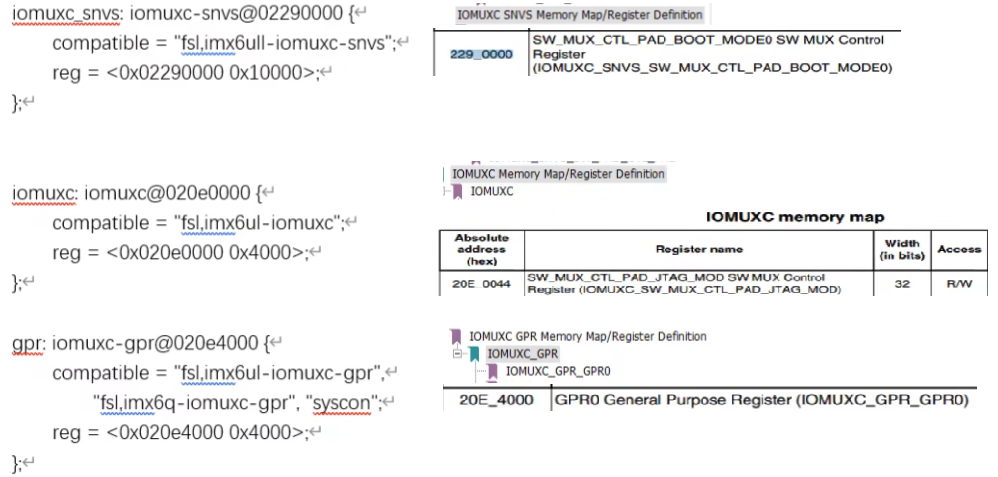 iomuxc_snvs: iomuxc-snvs@02290000 {↵
compatible = "fsl,imx6ull-iomuxc-snvs";↵
reg = <0x02290000 0x10000>;↵
};↵
IOMUXC SNVS Memory Map/Register Definition
229_0000
SW_MUX_CTL_PAD_BOOT_MODE0 SW MUX Control
Register
(IOMUXC_SNVS_SW_MUX_CTL_PAD_BOOT_MODE0)
iomuxc: iomuxc@020e0000 {↵
compatible = "fsl,imx6ul-iomuxc";↵
reg = <0x020e0000 0x4000>;↵
};↵
IOMUXC Memory Map/Register Definition
IOMUXC
IOMUXC memory map
Absolute
address
(hex)
Register name
Width
(in bits)
Access
20E_0044
SW_MUX_CTL_PAD_JTAG_MOD SW MUX Control
Register (IOMUXC_SW_MUX_CTL_PAD_JTAG_MOD)
32
R/W
gpr: iomuxc-gpr@020e4000 {↵
compatible = "fsl,imx6ul-iomuxc-gpr",↵
"fsl,imx6q-iomuxc-gpr", "syscon";↵
reg = <0x020e4000 0x4000>;↵
};↵
IOMUXC GPR Memory Map/Register Definition
IOMUXC_GPR
IOMUXC_GPR_GPR0
20E_4000
GPR0 General Purpose Register (IOMUXC_GPR_GPR0)